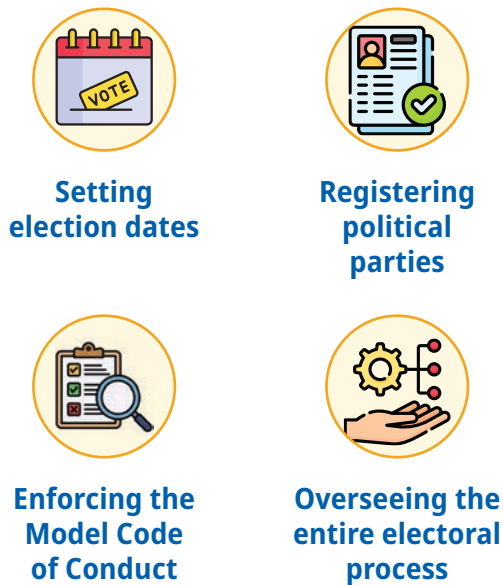 VOTE
Setting
election dates
Registering
political
parties
Enforcing the
Model Code
of Conduct
Overseeing the
entire electoral
process